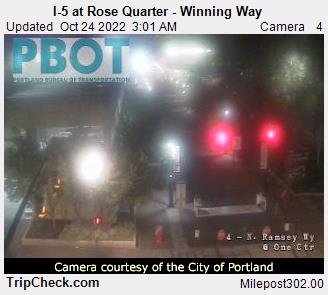 I-5 at Rose Quarter - Winning Way
Updated Oct 24 2022 3:01 AM Camera 4
PBOT
PORTLAND BUREAU OF TRANSPORTATION
4 - N. Ramsey Wy
@ One Ctr
Camera courtesy of the City of Portland
TripCheck.com Milepost302.00